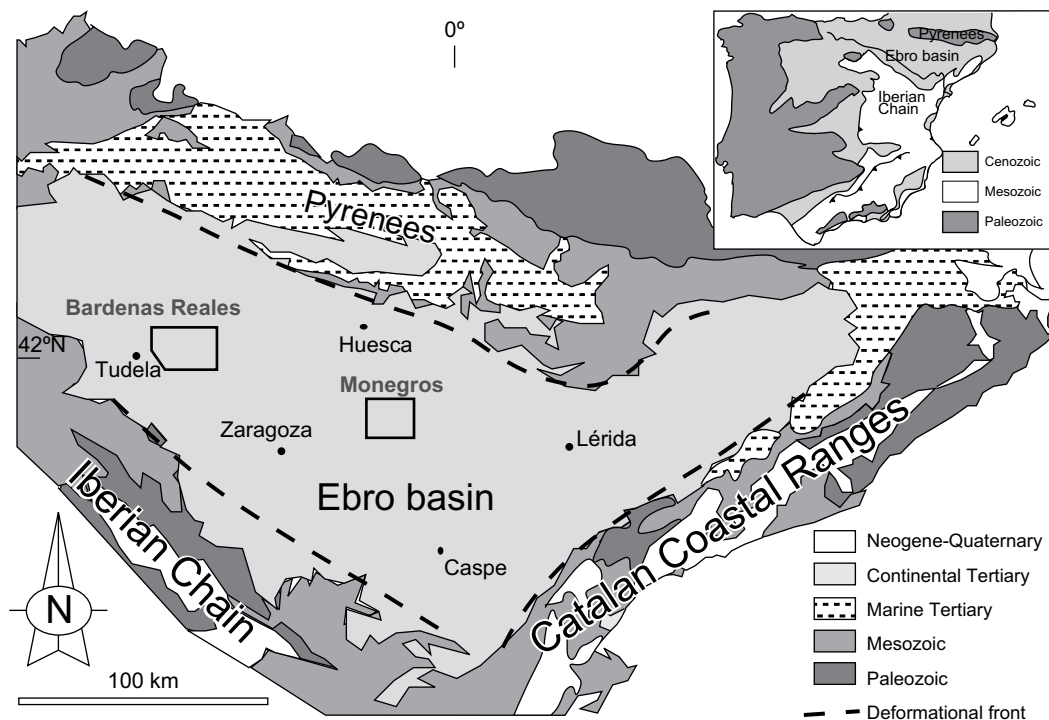 0º
Pyrenees
Ebro basin
Iberian
Chain
Cenozoic
Mesozoic
Paleozoic
Pyrenees
Bardenas Reales
42ºN
Tudela
Huesca
Monegros
Zaragoza
Lérida
Ebro basin
Iberian Chain
Caspe
Catalan Coastal Ranges
N
100 km
Neogene-Quaternary
Continental Tertiary
Marine Tertiary
Mesozoic
Paleozoic
Deformational front